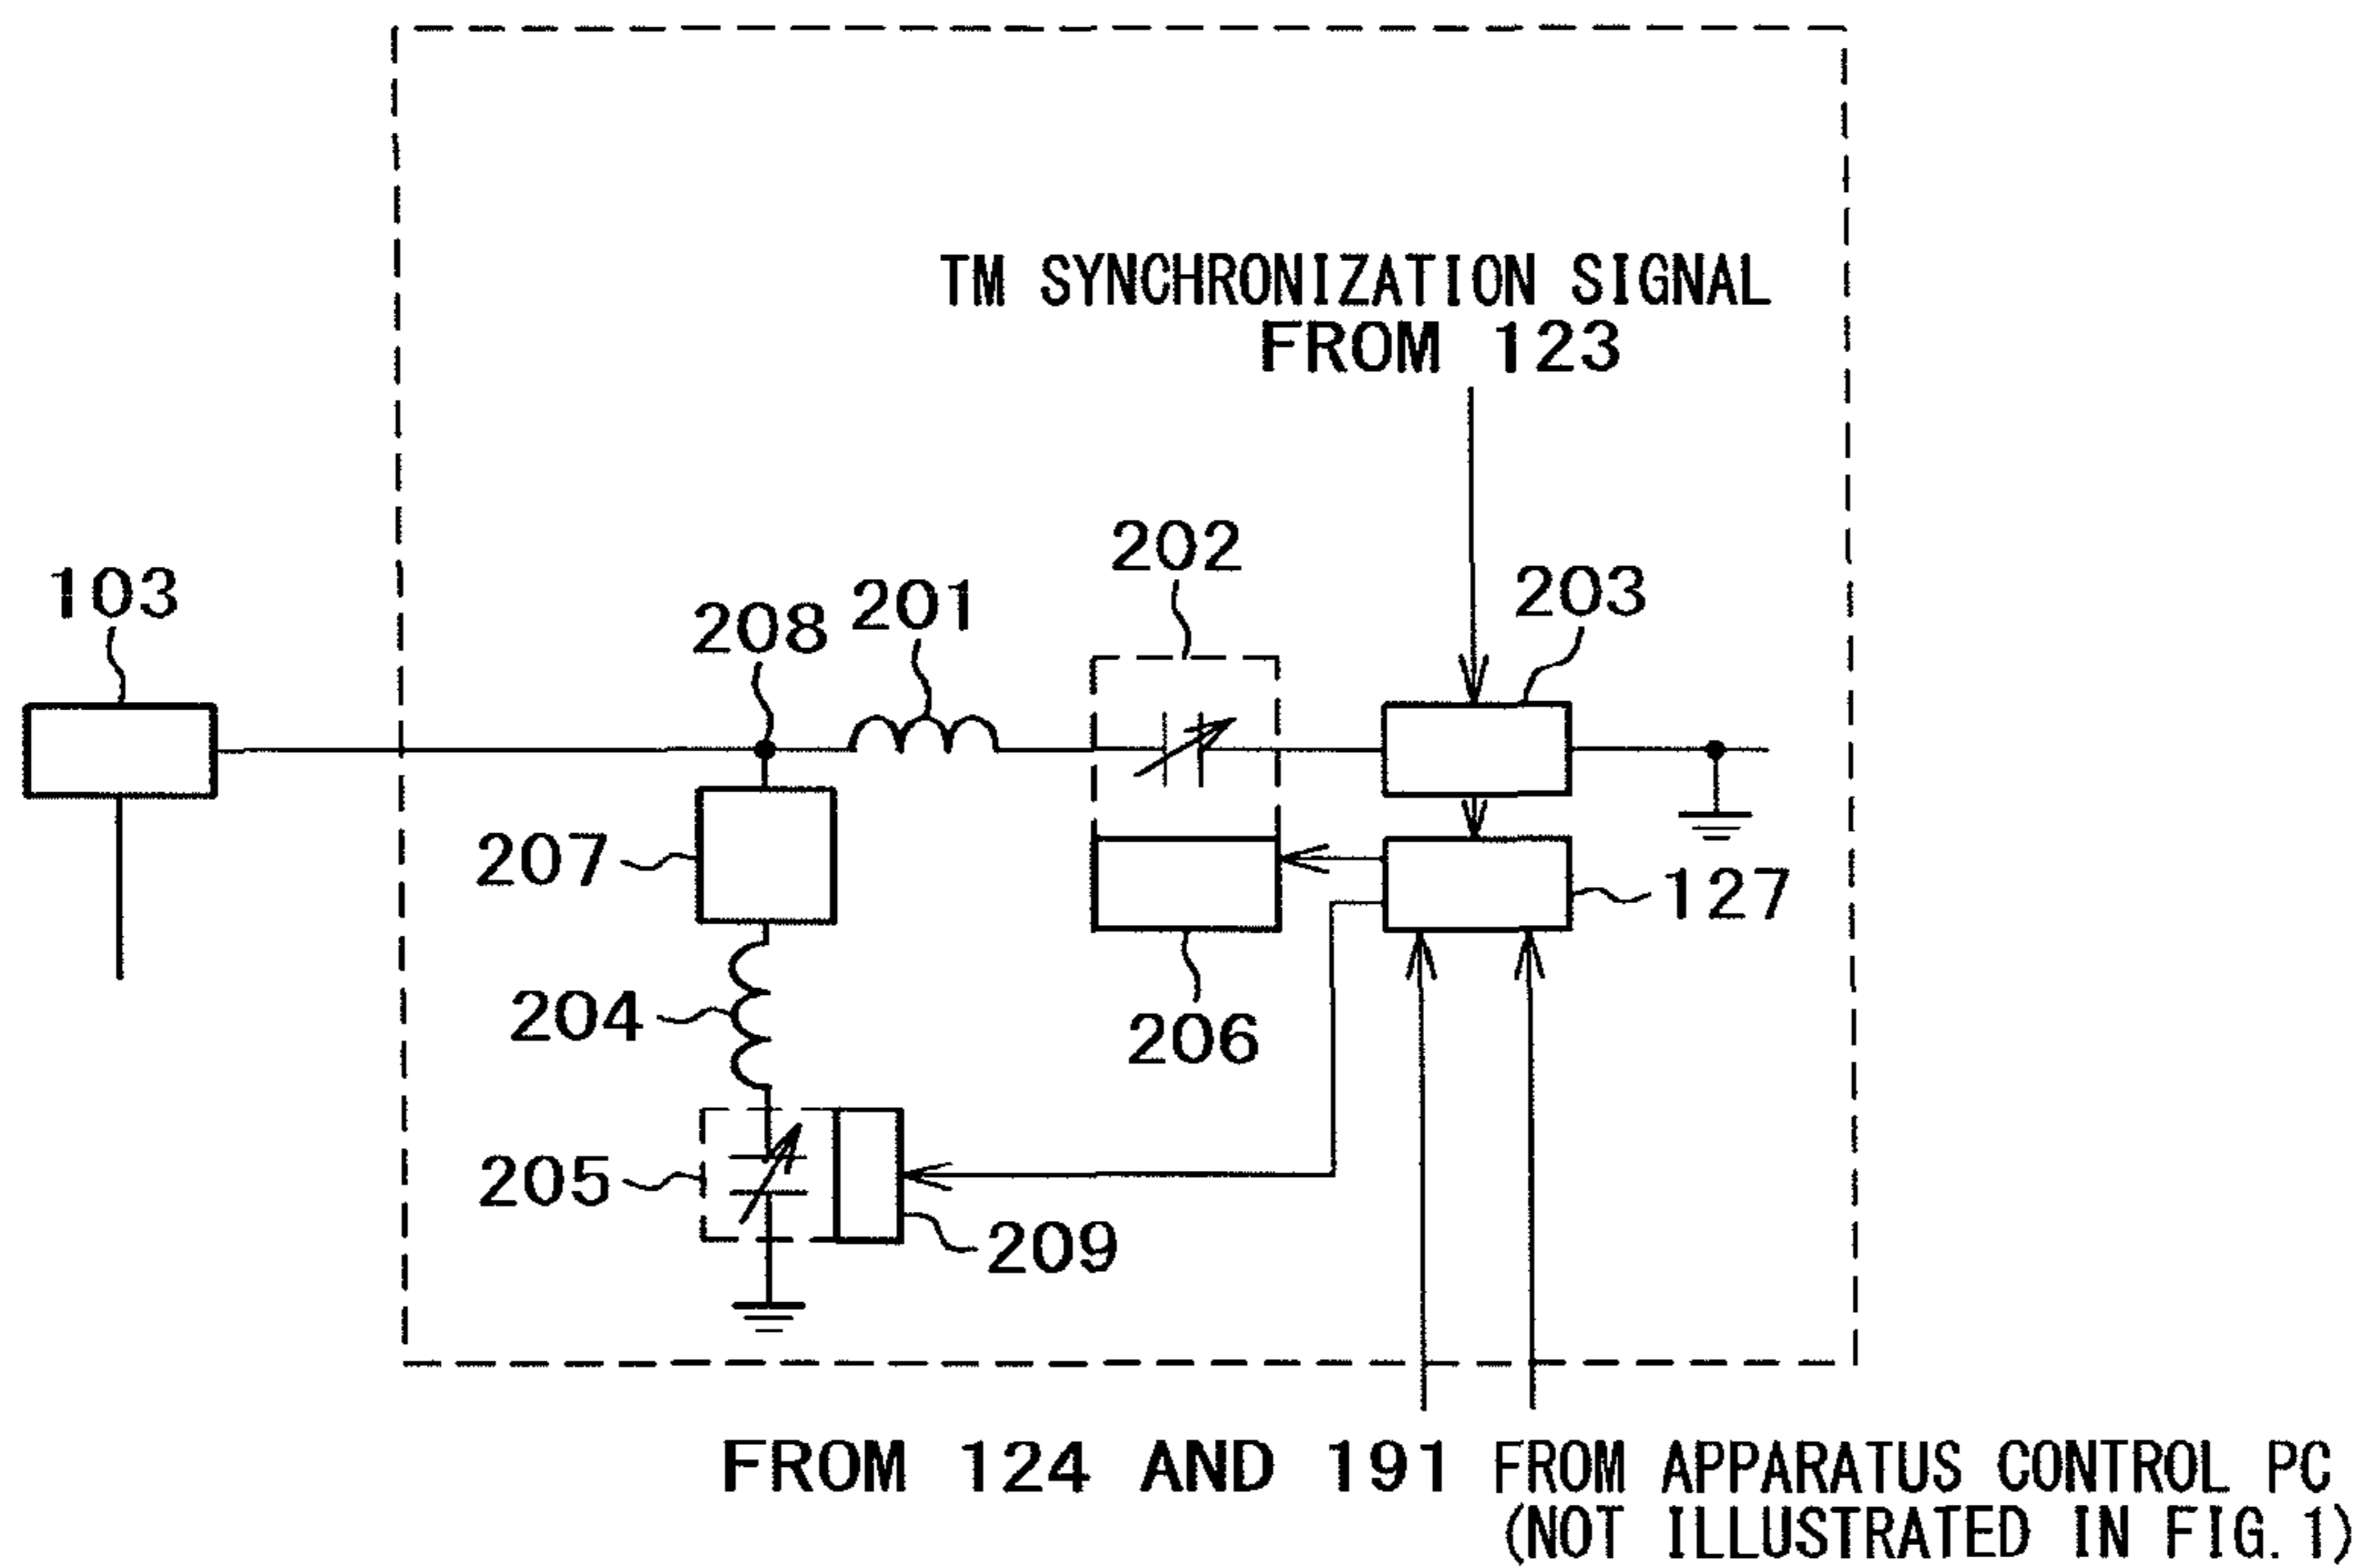 TM SYNCHRONIZATION SIGNAL
FROM 123
202
203
201
208
103
207
127
204
206
205
209
FROM 124 AND 191
FROM APPARATUS CONTROL PC
(NOT ILLUSTRATED IN FIG. 1)